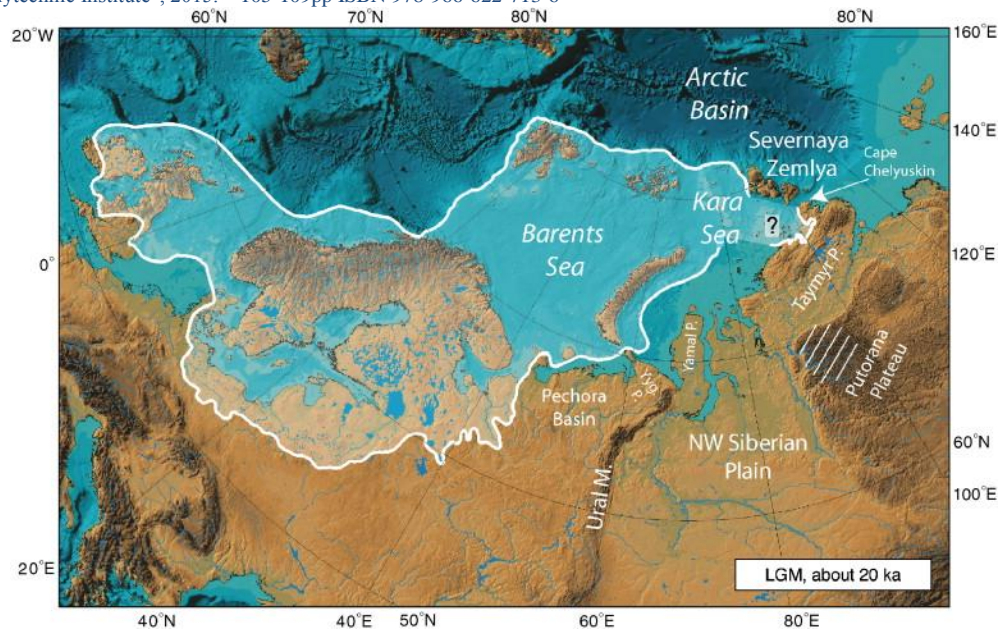 60°N 70°N 80°N 80°N
20°W
160°E
Arctic
Basin
140°E
Severnaya
Zemlya
Cape
Chelyuskin
Kara
Sea
?
Barents
Sea
0°
120°E
Taymyr P.
Yamal P.
Putorana
Plateau
Yyg. P.
Pechora
Basin
NW Siberian
Plain
60°N
Ural M.
100°E
20°E
LGM, about 20 ka
40°N 40°E 50°N 60°E 80°E